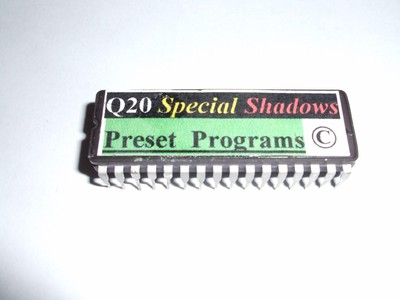 Q20 Special Shadows
Preset Programs ©